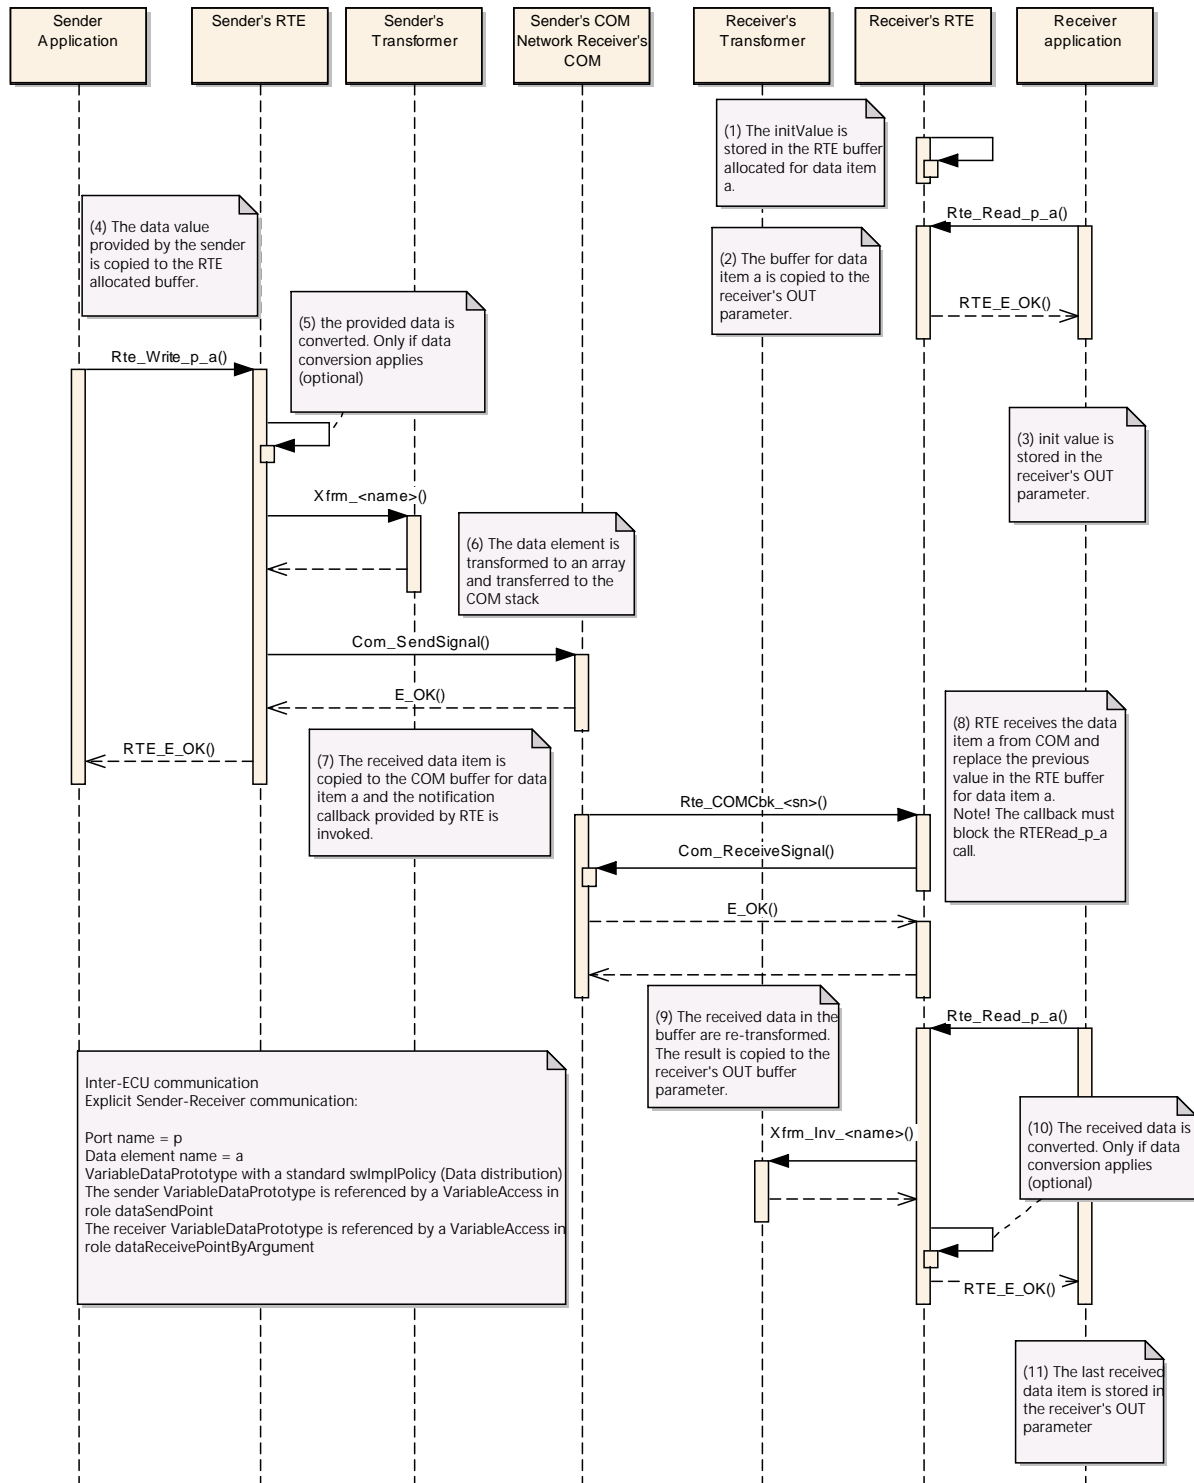 Sender
Application
Sender's RTE
Sender's
Transformer
Sender's COM
Network Receiver's
COM
Receiver's
Transformer
Receiver's RTE
Receiver
application
(1) The initValue is
stored in the RTE buffer
allocated for data item
a.
Rte_Read_p_a()
(4) The data value
provided by the sender
is copied to the RTE
allocated buffer.
(2) The buffer for data
item a is copied to the
receiver's OUT
parameter.
RTE_E_OK()
(5) the provided data is
converted. Only if data
conversion applies
(optional)
Rte_Write_p_a()
(3) init value is
stored in the
receiver's OUT
parameter.
Xfrm_<name>()
(6) The data element is
transformed to an array
and transferred to the
COM stack
Com_SendSignal()
E_OK()
RTE_E_OK()
(8) RTE receives the data
item a from COM and
replace the previous
value in the RTE buffer
for data item a.
Note! The callback must
block the RTERead_p_a
call.
(7) The received data item is
copied to the COM buffer for data
item a and the notification
callback provided by RTE is
invoked.
Rte_COMCbk_<sn>()
Com_ReceiveSignal()
E_OK()
(9) The received data in the
buffer are re-transformed.
The result is copied to the
receiver's OUT buffer
parameter.
Rte_Read_p_a()
Inter-ECU communication
Explicit Sender-Receiver communication:
Port name = p
Data element name = a
VariableDataPrototype with a standard swImplPolicy (Data distribution)
The sender VariableDataPrototype is referenced by a VariableAccess in
role dataSendPoint
The receiver VariableDataPrototype is referenced by a VariableAccess in
role dataReceivePointByArgument
Xfrm_Inv_<name>()
(10) The received data is
converted. Only if data
conversion applies
(optional)
RTE_E_OK()
(11) The last received
data item is stored in
the receiver's OUT
parameter